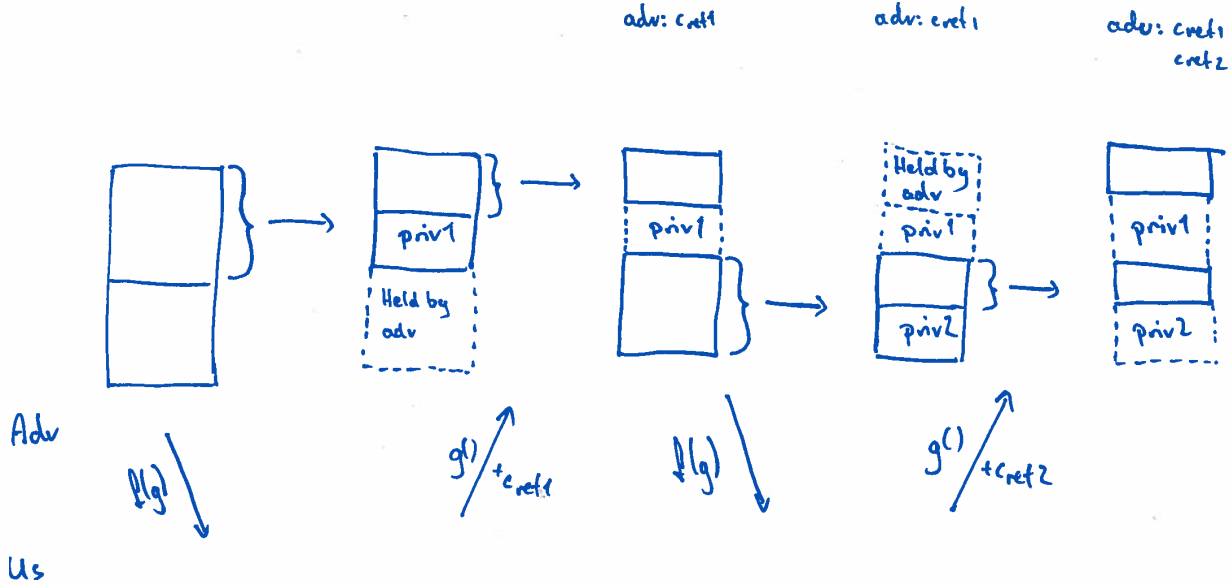 adv: cret1
adv: cret1
adv: cret1
cret2
priv1
Held by
adv
priv1
Held by
adv
priv1
priv2
priv1
priv2
Adv
f(g)
g()
+cret1
f(g)
g()
+cret2
Us